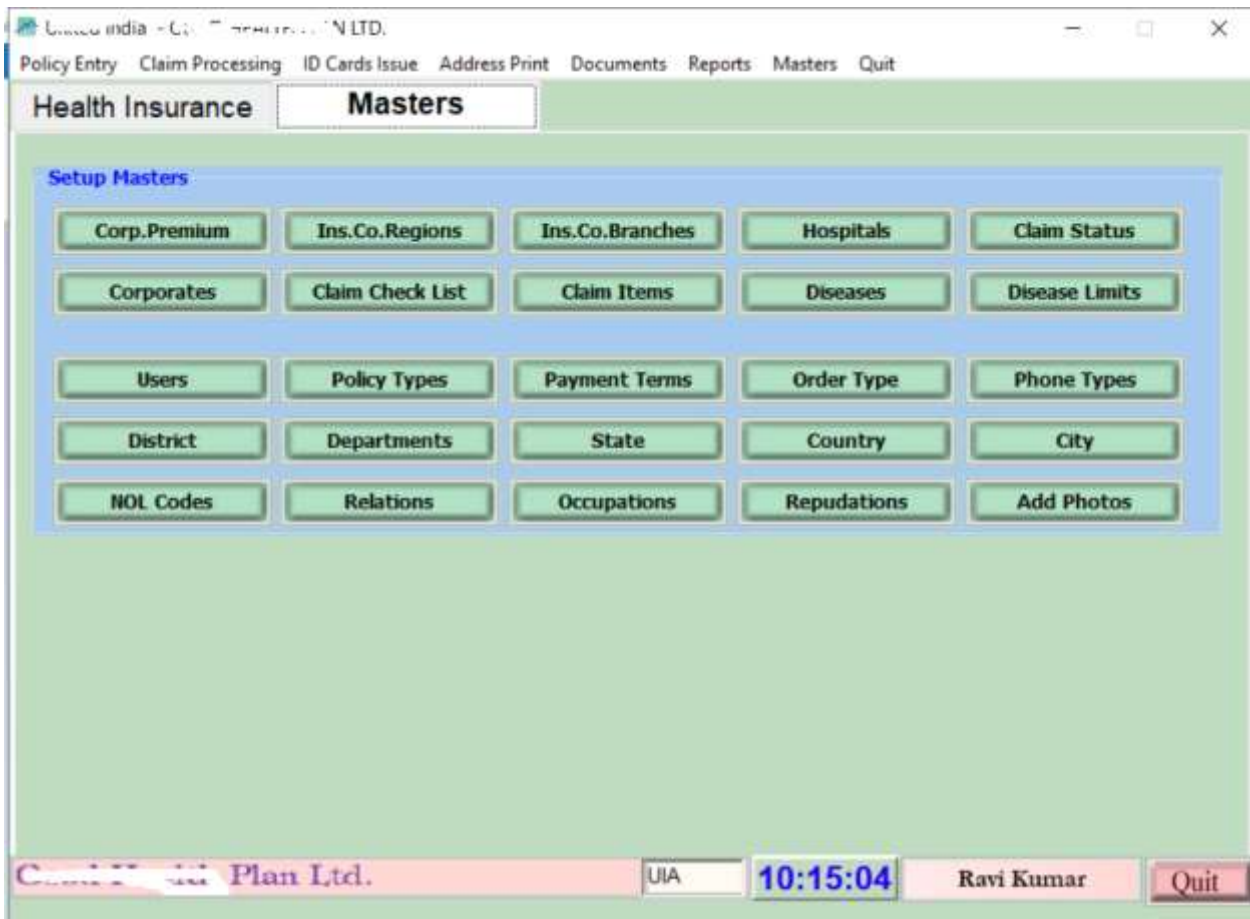 United India - LTD.
Policy Entry Claim Processing ID Cards Issue Address Print Documents Reports Masters Quit
Health Insurance Masters
Setup Masters
Corp.Premium Ins.Co.Regions Ins.Co.Branches Hospitals Claim Status
Corporates Claim Check List Claim Items Diseases Disease Limits
Users Policy Types Payment Terms Order Type Phone Types
District Departments State Country City
NOL Codes Relations Occupations Repudations Add Photos
Plan Ltd. UIA 10:15:04 Ravi Kumar Quit